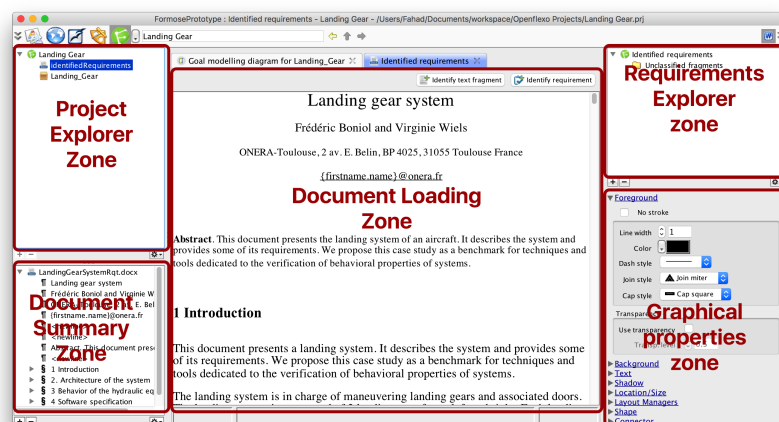 FormosePrototype : Identified requirements - Landing Gear - /Users/Fahad/Documents/workspace/Openflexo Projects/Landing Gear.prj
Landing Gear
Landing Gear
IdentifiedRequirements
Landing_Gear
Project
Explorer
Zone
LandingGearSystemRqt.docx
Landing gear system
Frédéric Boniol and Virginie W
E. Bel
{firstname.name}@onera.fr
Document
Summary
Zone
<newline>
1 Introduction
2. Architecture of the system
3 Behavior of the hydraulic eq
4 Software specification
Goal modelling diagram for Landing_Gear
Identified requirements
Identify text fragment
Identify requirement
Landing gear system
Frédéric Boniol and Virginie Wiels
ONERA-Toulouse, 2 av. E. Belin, BP 4025, 31055 Toulouse France
{firstname.name}@onera.fr
Document Loading
Zone
Abstract. This document presents the landing system of an aircraft. It describes the system and
provides some of its requirements. We propose this case study as a benchmark for techniques and
tools dedicated to the verification of behavioral properties of systems.
1 Introduction
This document presents a landing system. It describes the system and provides some
of its requirements. We propose this case study as a benchmark for techniques and
tools dedicated to the verification of behavioral properties of systems.
The landing system is in charge of maneuvering landing gears and associated doors.
Identified requirements
Unclassified fragments
Requirements
Explorer
zone
Foreground
No stroke
Line width 1
Color
Dash style
Join style Join miter
Cap style Cap square
Transparency
Use transparency
Graphical
properties
zone
Background
Text
Shadow
Location/Size
Layout Managers
Shape
Connector